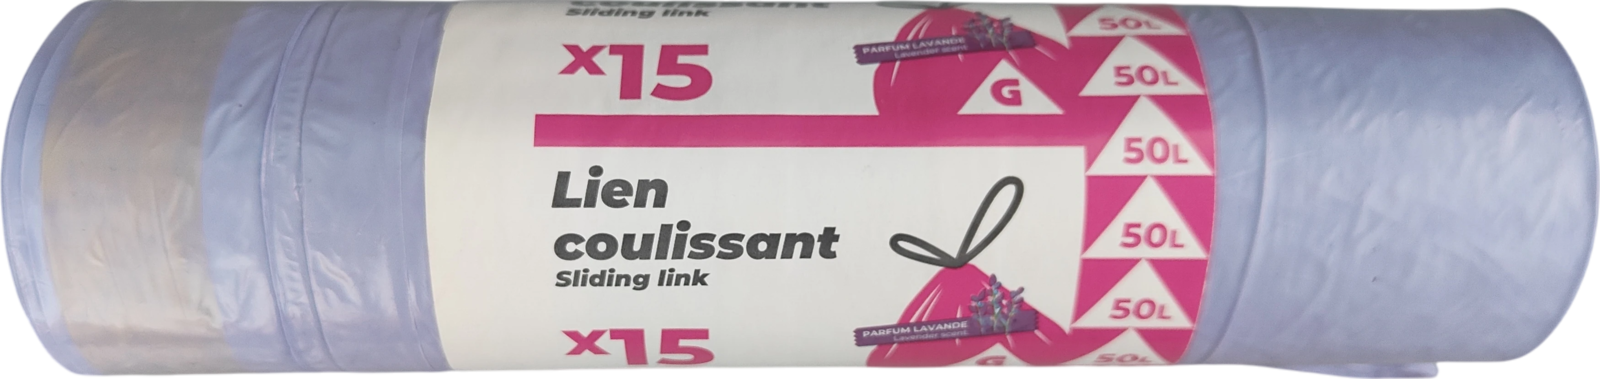 coulissant
Sliding link
x15
PARFUM LAVANDE
Lavender scent
G
50L
50L
50L
50L
50L
50L
Lien
coulissant
Sliding link
x15
PARFUM LAVANDE
Lavender scent
G